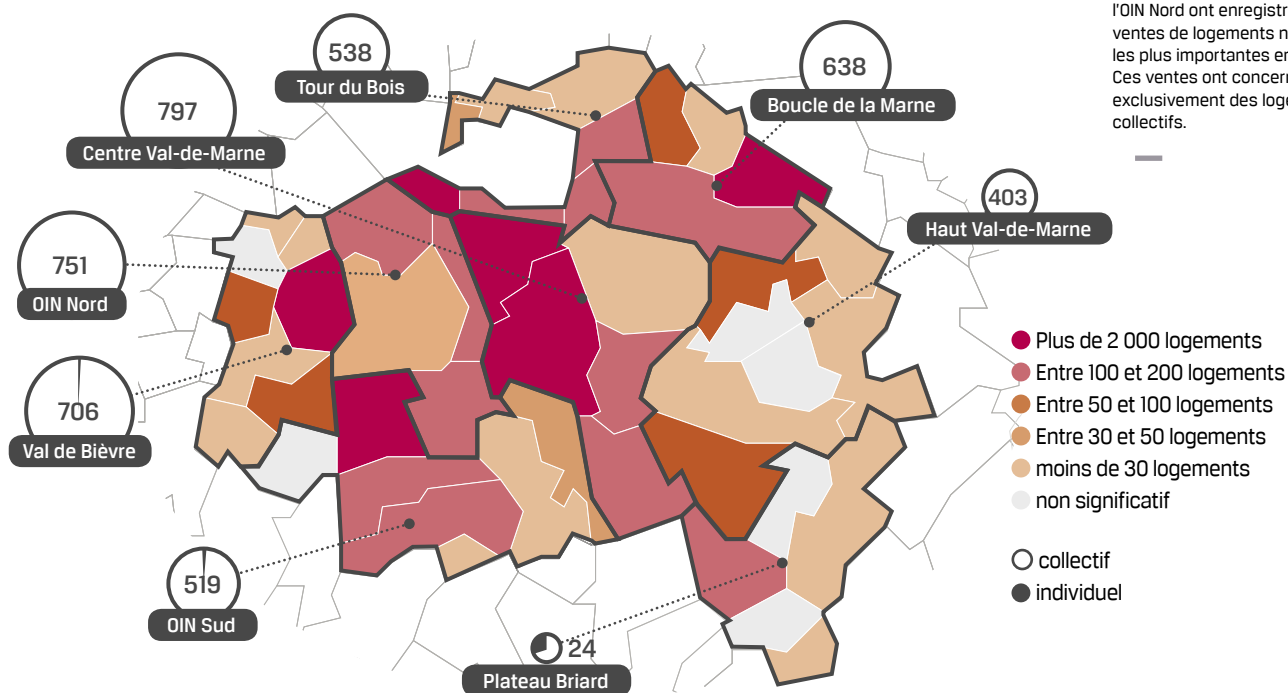 l'OIN Nord ont enregistr
ventes de logements n
les plus importantes en
Ces ventes ont concer
exclusivement des loge
collectifs.
538
Tour du Bois
638
Boucle de la Marne
797
Centre Val-de-Marne
403
Haut Val-de-Marne
751
OIN Nord
706
Val de Bièvre
519
OIN Sud
24
Plateau Briard
Plus de 2 000 logements
Entre 100 et 200 logements
Entre 50 et 100 logements
Entre 30 et 50 logements
moins de 30 logements
non significatif
collectif
individuel